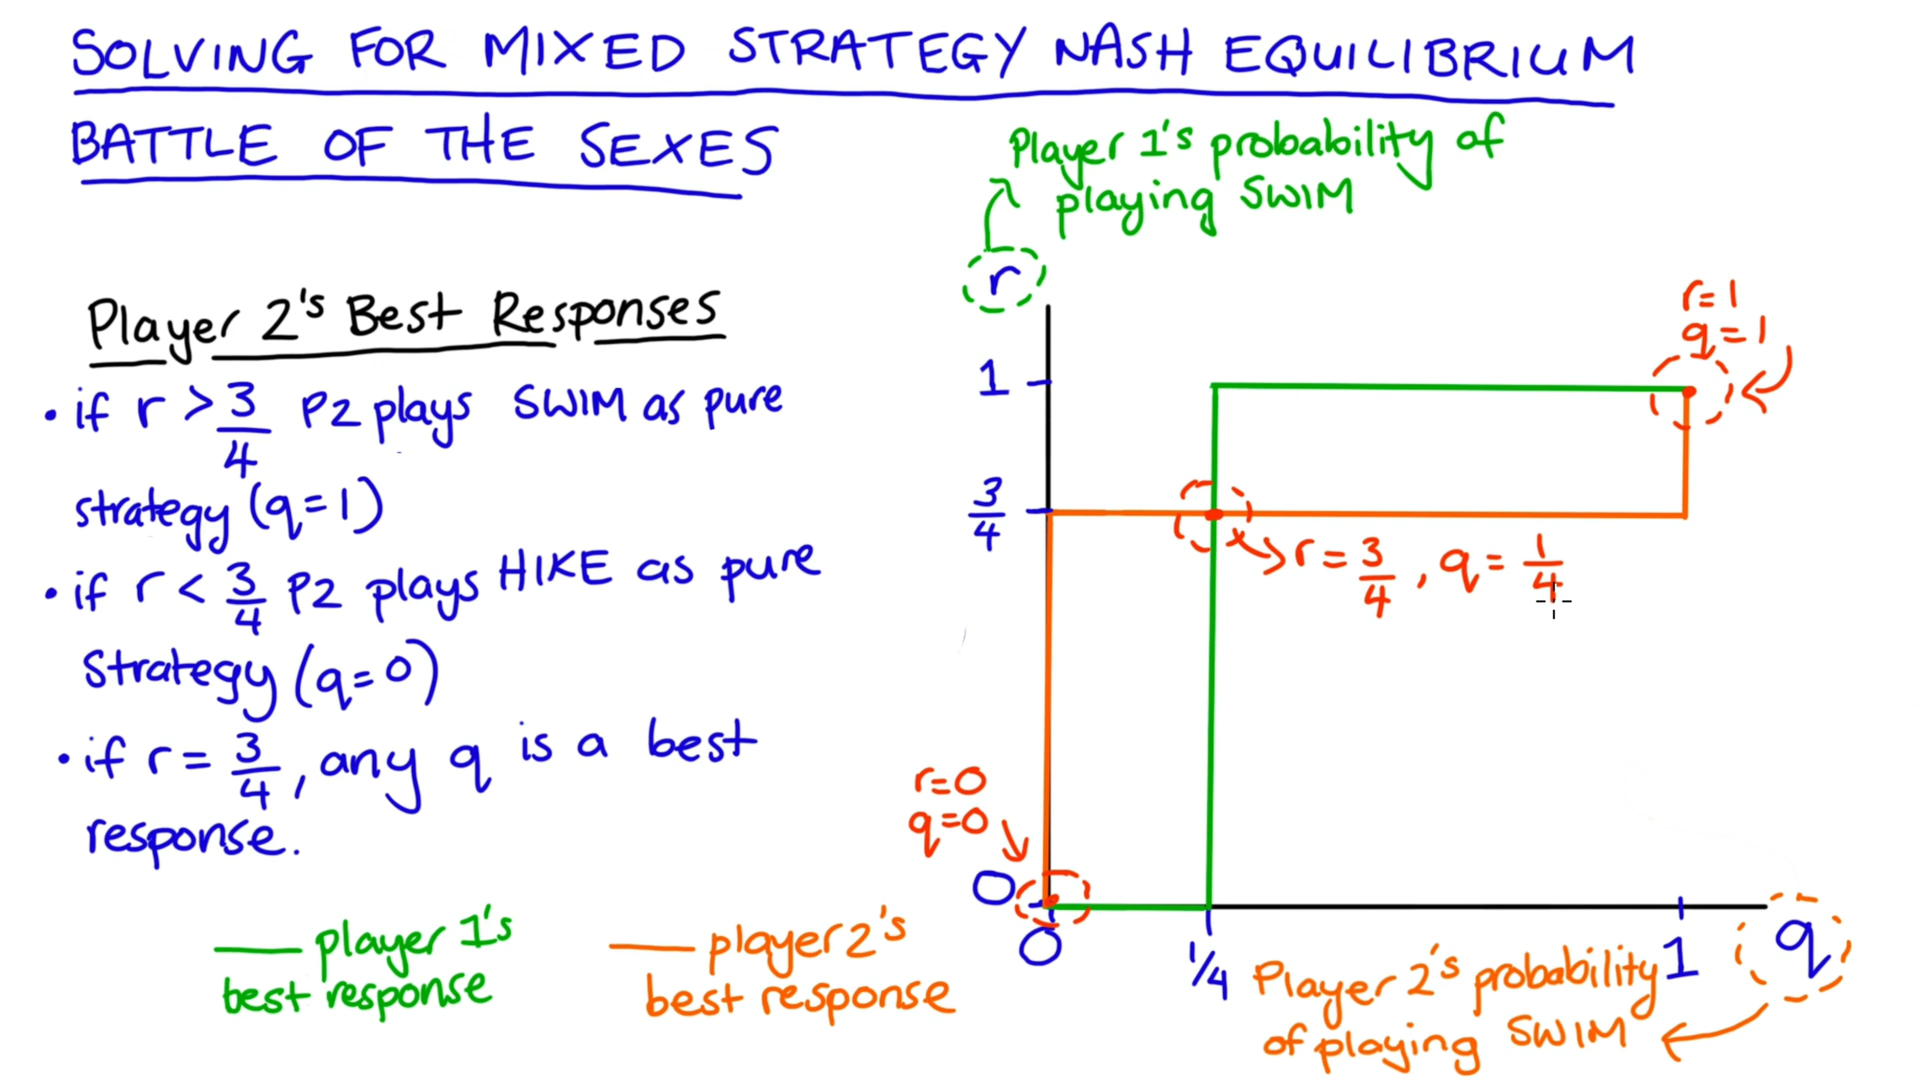 SOLVING FOR MIXED STRATEGY NASH EQUILIBRIUM
BATTLE OF THE SEXES
Player 1's probability of
playing SWIM
r
Player 2's Best Responses
• if r > 3/4 P2 plays SWIM as pure
strategy (q=1)
• if r < 3/4 P2 plays HIKE as pure
Strategy (q=0)
• if r = 3/4, any q is a best
response.
player 1's
best response
player 2's
best response
r=1
q=1
1
3/4
r = 3/4, q = 1/4
r=0
q=0
0
0
1/4
1
q
Player 2's probability
of playing SWIM